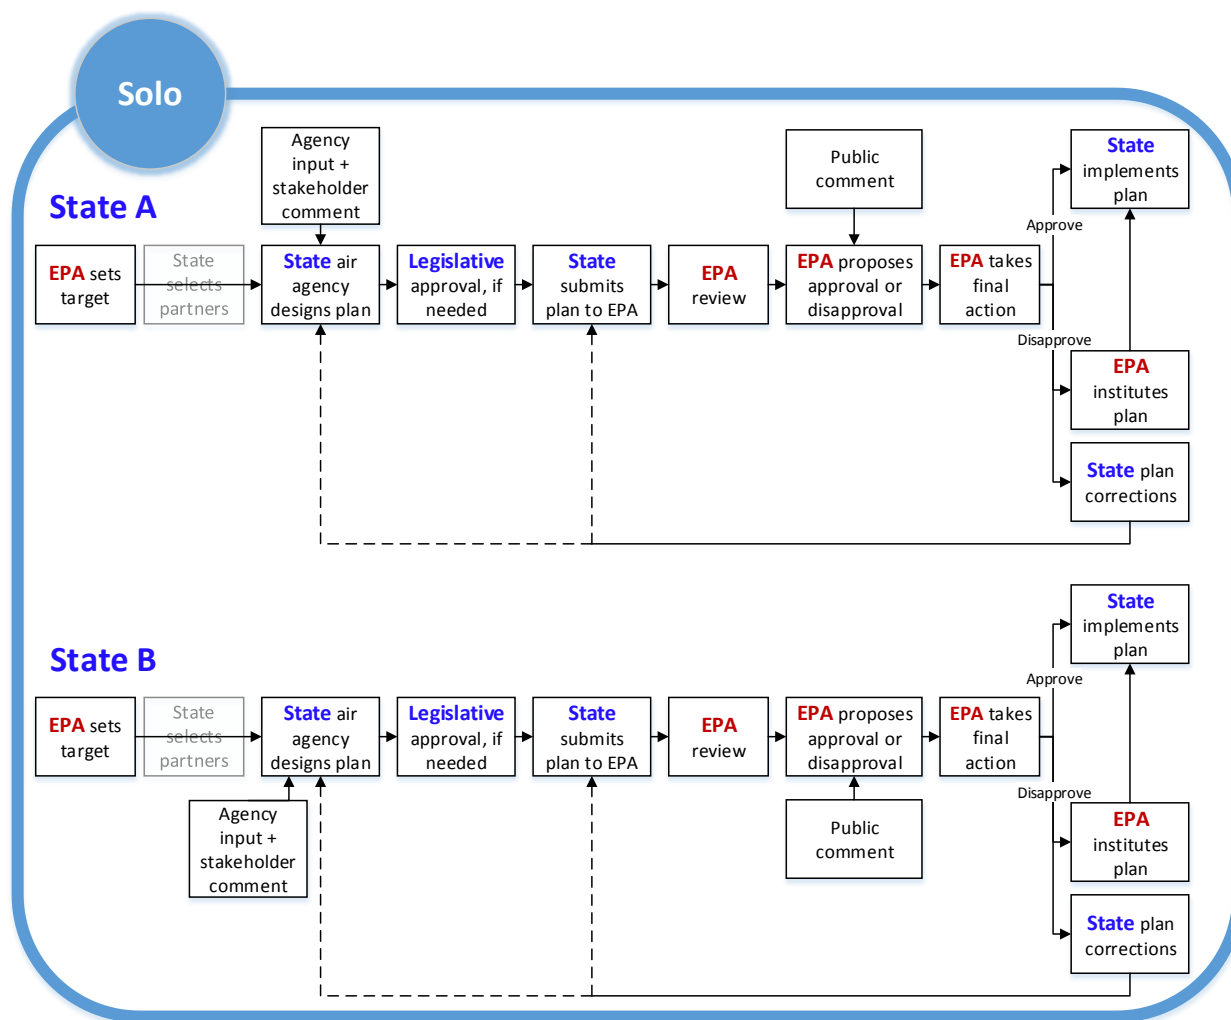 Solo
State A
Agency
input +
stakeholder
comment
Public
comment
State
implements
plan
Approve
EPA sets
target
State
selects
partners
State air
agency
designs plan
Legislative
approval, if
needed
State
submits
plan to EPA
EPA
review
EPA proposes
approval or
disapproval
EPA takes
final
action
Disapprove
EPA
institutes
plan
State plan
corrections
State B
State
implements
plan
Approve
EPA sets
target
State
selects
partners
State air
agency
designs plan
Legislative
approval, if
needed
State
submits
plan to EPA
EPA
review
EPA proposes
approval or
disapproval
EPA takes
final
action
Disapprove
Agency
input +
stakeholder
comment
Public
comment
EPA
institutes
plan
State plan
corrections